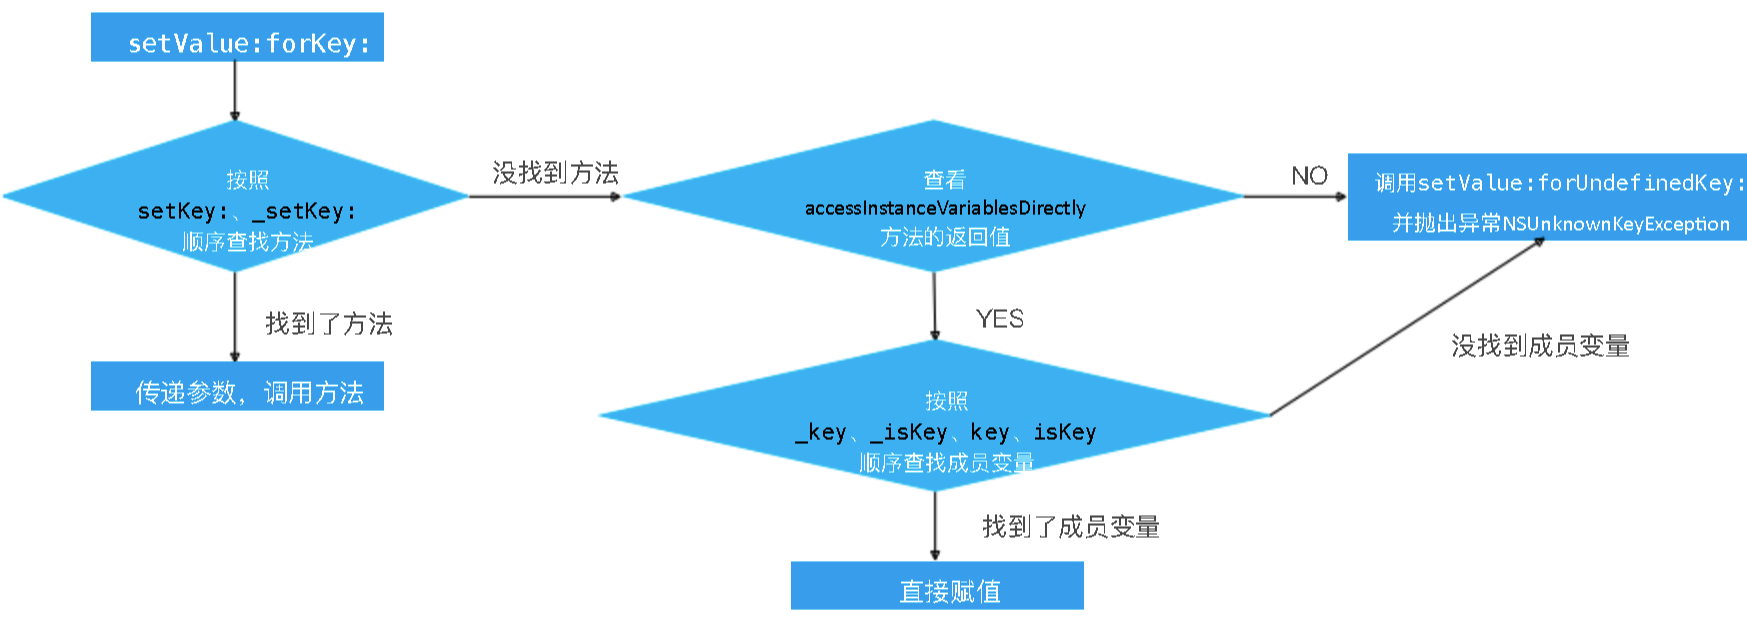 setValue:forKey:
按照
setKey:、_setKey:
顺序查找方法
没找到方法
找到了方法
传递参数，调用方法
查看
accessInstanceVariablesDirectly
方法的返回值
NO
调用setValue:forUndefinedKey:
并抛出异常NSUnknownKeyException
YES
没找到成员变量
按照
_key、_isKey、key、isKey
顺序查找成员变量
找到了成员变量
直接赋值